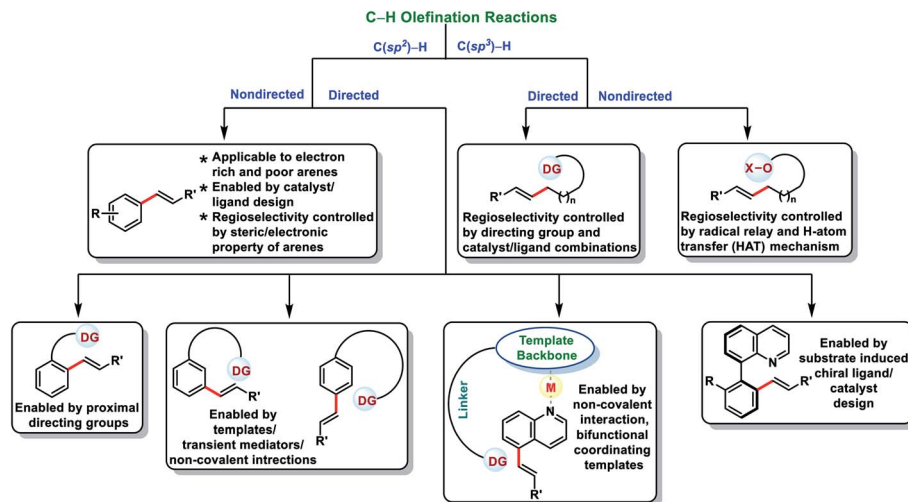 C–H Olefination Reactions
C(sp²)–H
C(sp³)–H
Nondirected
Directed
Directed
Nondirected
R
R'
* Applicable to electron
rich and poor arenes
* Enabled by catalyst/
ligand design
* Regioselectivity controlled
by steric/electronic
property of arenes
DG
R'
( )n
Regioselectivity controlled
by directing group and
catalyst/ligand combinations
X–O
R'
( )n
Regioselectivity controlled
by radical relay and H-atom
transfer (HAT) mechanism
DG
R'
Enabled by proximal
directing groups
DG
R'
DG
R'
Enabled by
templates/
transient mediators/
non-covalent intrections
Template
Backbone
Linker
M
N
DG
R'
Enabled by
non-covalent
interaction,
bifunctional
coordinating
templates
N
R
R'
Enabled by
substrate induced
chiral ligand/
catalyst
design